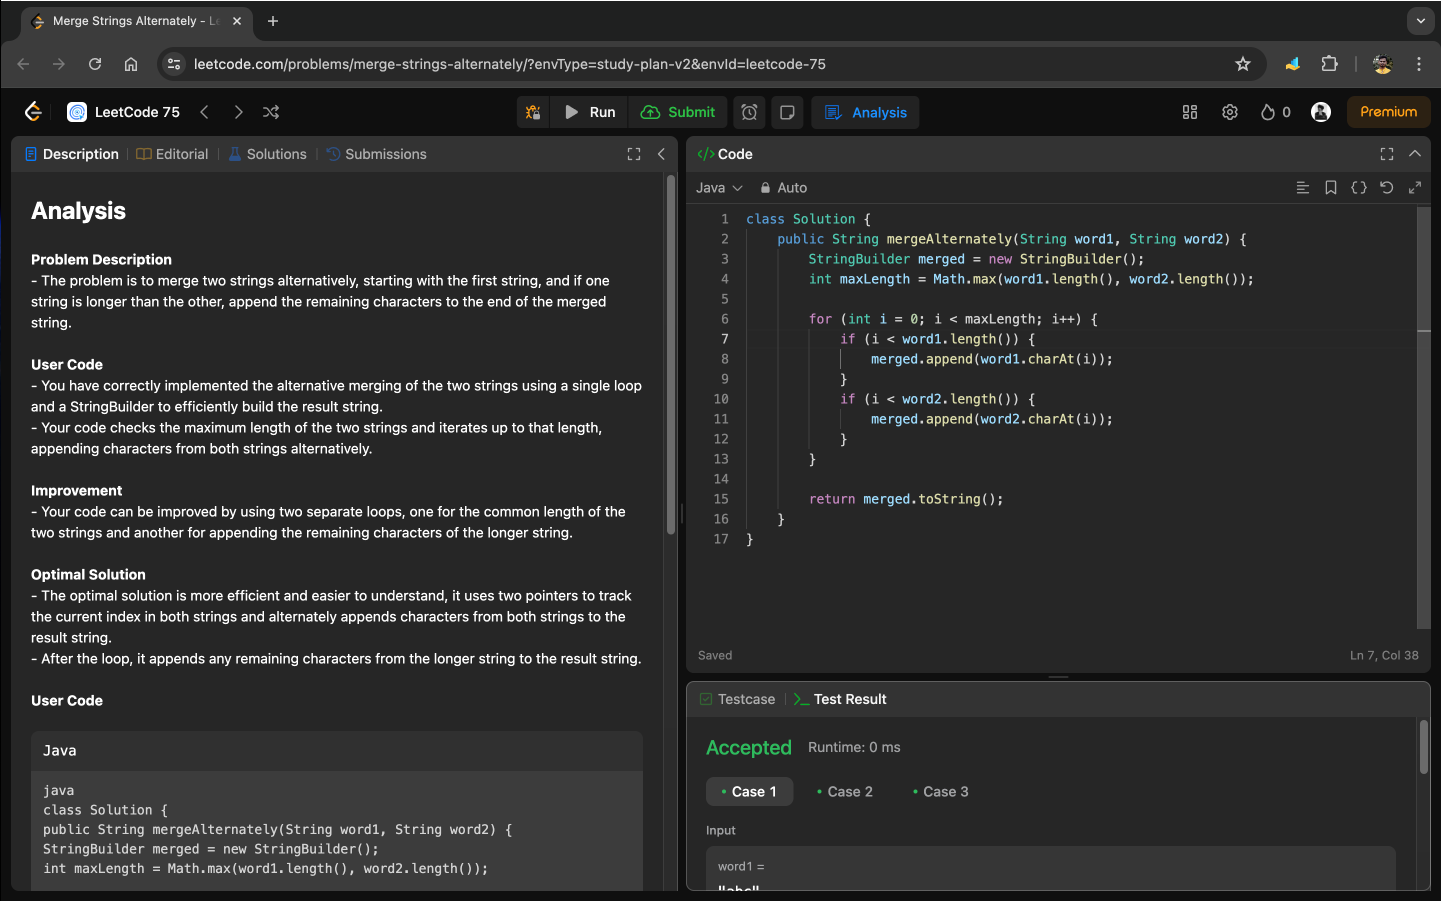 Merge Strings Alternately - Le
leetcode.com/problems/merge-strings-alternately/?envType=study-plan-v2&envId=leetcode-75
LeetCode 75
Run
Submit
Analysis
0
Premium
Description
Editorial
Solutions
Submissions
Analysis
Problem Description
- The problem is to merge two strings alternatively, starting with the first string, and if one
string is longer than the other, append the remaining characters to the end of the merged
string.
User Code
- You have correctly implemented the alternative merging of the two strings using a single loop
and a StringBuilder to efficiently build the result string.
- Your code checks the maximum length of the two strings and iterates up to that length,
appending characters from both strings alternatively.
Improvement
- Your code can be improved by using two separate loops, one for the common length of the
two strings and another for appending the remaining characters of the longer string.
Optimal Solution
- The optimal solution is more efficient and easier to understand, it uses two pointers to track
the current index in both strings and alternately appends characters from both strings to the
result string.
- After the loop, it appends any remaining characters from the longer string to the result string.
User Code
Java
java
class Solution {
public String mergeAlternately(String word1, String word2) {
StringBuilder merged = new StringBuilder();
int maxLength = Math.max(word1.length(), word2.length());
</> Code
Java
Auto
1 class Solution {
2 public String mergeAlternately(String word1, String word2) {
3 StringBuilder merged = new StringBuilder();
4 int maxLength = Math.max(word1.length(), word2.length());
5
6 for (int i = 0; i < maxLength; i++) {
7 if (i < word1.length()) {
8 merged.append(word1.charAt(i));
9 }
10 if (i < word2.length()) {
11 merged.append(word2.charAt(i));
12 }
13 }
14
15 return merged.toString();
16 }
17 }
Saved
Ln 7, Col 38
Testcase
Test Result
Accepted
Runtime: 0 ms
Case 1
Case 2
Case 3
Input
word1 =